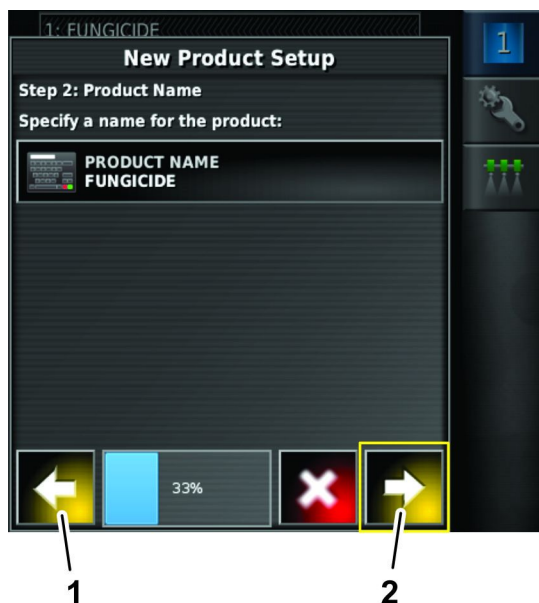 1: FUNGICIDE
New Product Setup
1
Step 2: Product Name
Specify a name for the product:
PRODUCT NAME
FUNGICIDE
33%
1
2